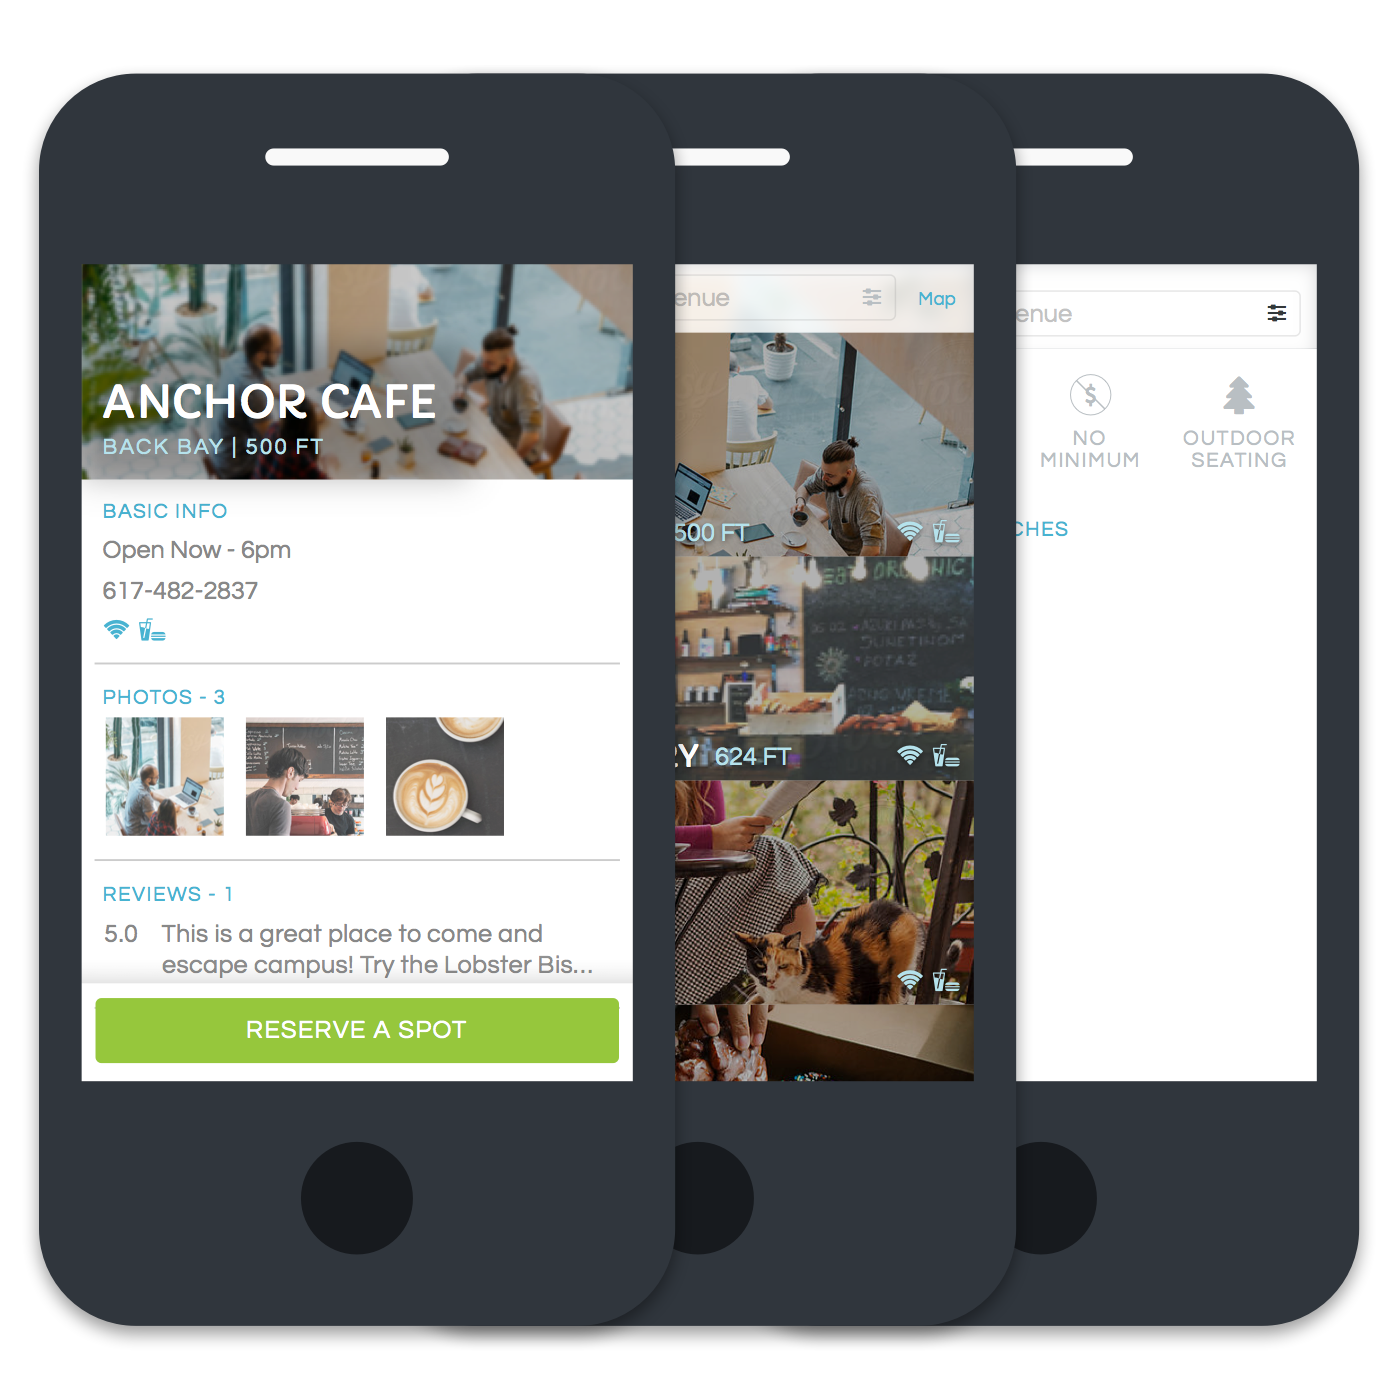 ANCHOR CAFE
BACK BAY | 500 FT
BASIC INFO
Open Now - 6pm
617-482-2837
PHOTOS - 3
REVIEWS - 1
5.0 This is a great place to come and
escape campus! Try the Lobster Bis...
RESERVE A SPOT
enue
Map
500 FT
RY 624 FT
enue
NO
MINIMUM
OUTDOOR
SEATING
CHES